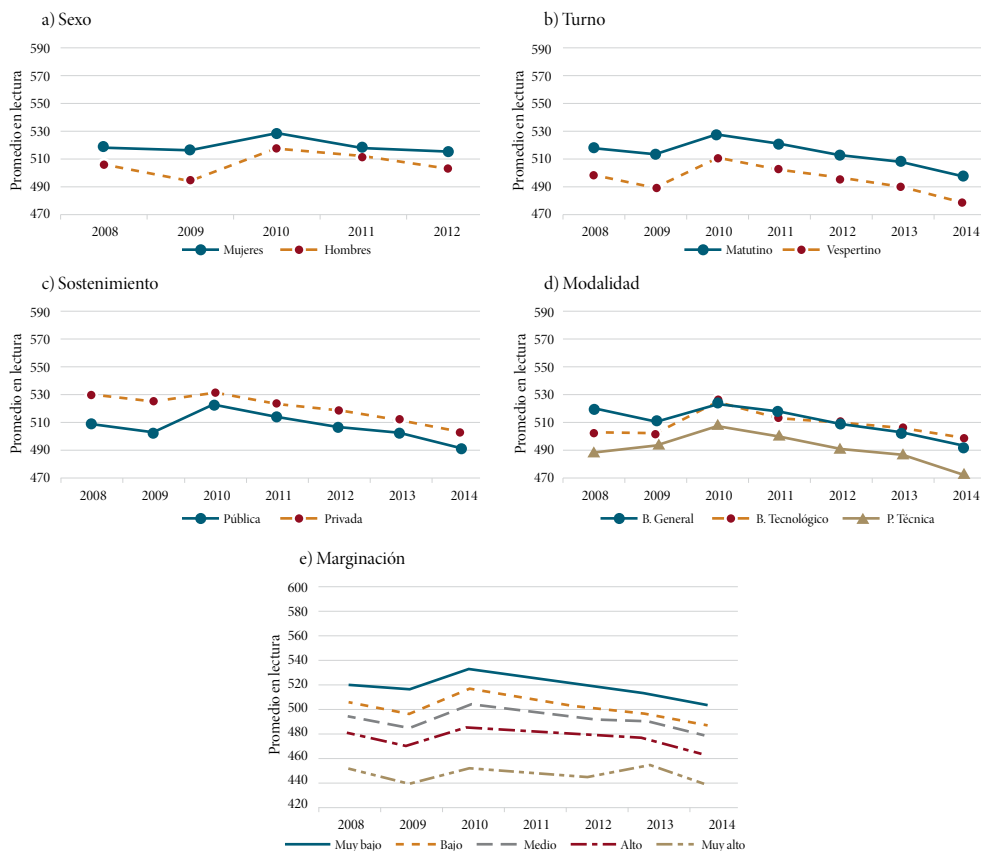 a) Sexo
Promedio en lectura
590
570
550
530
510
490
470
2008 2009 2010 2011 2012
Mujeres Hombres
b) Turno
Promedio en lectura
590
570
550
530
510
490
470
2008 2009 2010 2011 2012 2013 2014
Matutino Vespertino
c) Sostenimiento
Promedio en lectura
590
570
550
530
510
490
470
2008 2009 2010 2011 2012 2013 2014
Pública Privada
d) Modalidad
Promedio en lectura
590
570
550
530
510
490
470
2008 2009 2010 2011 2012 2013 2014
B. General B. Tecnológico P. Técnica
e) Marginación
Promedio en lectura
600
580
560
540
520
500
480
460
440
420
2008 2009 2010 2011 2012 2013 2014
Muy bajo Bajo Medio Alto Muy alto